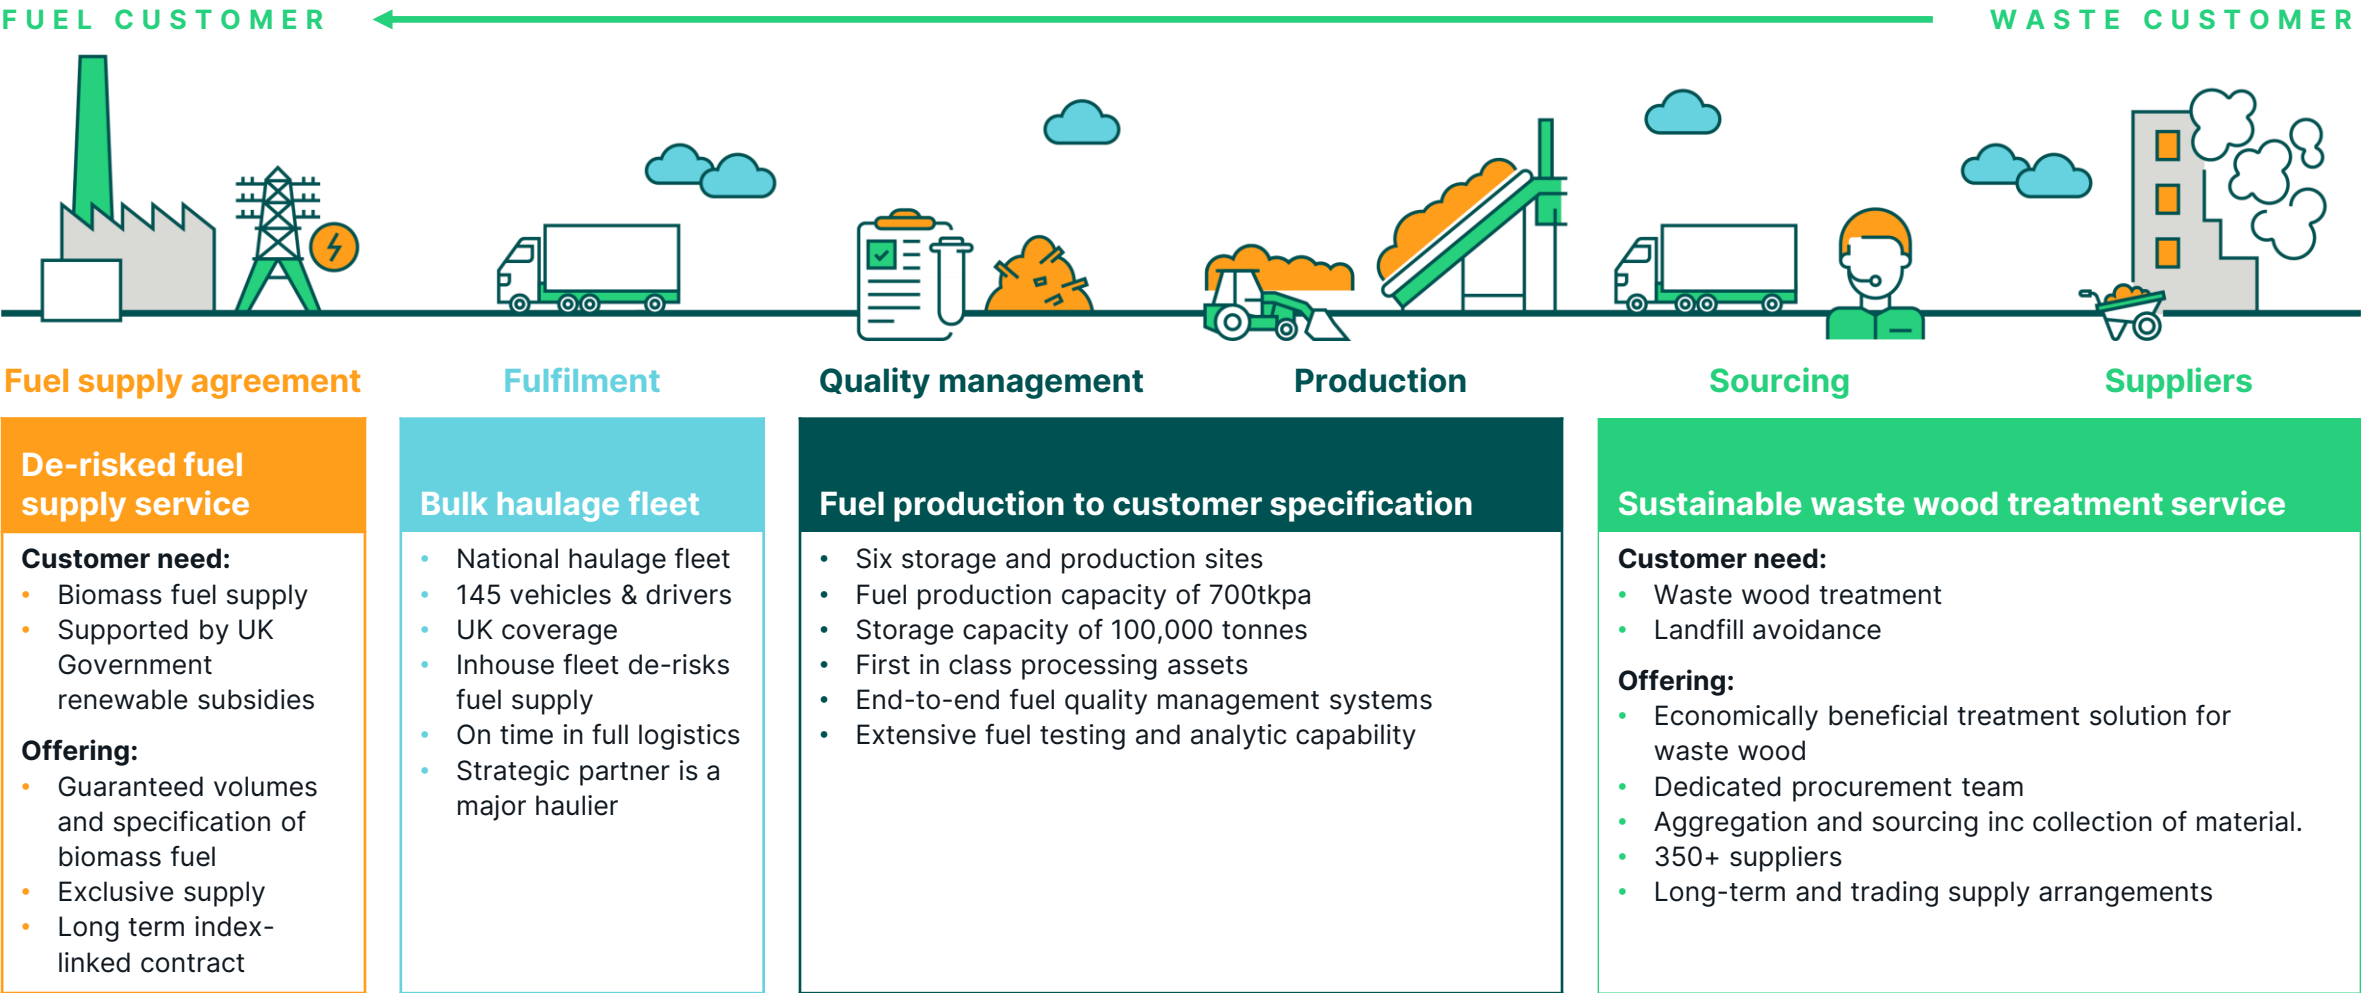 FUEL CUSTOMER
WASTE CUSTOMER
Fuel supply agreement
Fulfilment
Quality management
Production
Sourcing
Suppliers
De-risked fuel
supply service
Customer need:
• Biomass fuel supply
• Supported by UK
Government
renewable subsidies
Offering:
• Guaranteed volumes
and specification of
biomass fuel
• Exclusive supply
• Long term index-
linked contract
Bulk haulage fleet
• National haulage fleet
• 145 vehicles & drivers
• UK coverage
• Inhouse fleet de-risks
fuel supply
• On time in full logistics
• Strategic partner is a
major haulier
Fuel production to customer specification
• Six storage and production sites
• Fuel production capacity of 700tkpa
• Storage capacity of 100,000 tonnes
• First in class processing assets
• End-to-end fuel quality management systems
• Extensive fuel testing and analytic capability
Sustainable waste wood treatment service
Customer need:
• Waste wood treatment
• Landfill avoidance
Offering:
• Economically beneficial treatment solution for
waste wood
• Dedicated procurement team
• Aggregation and sourcing inc collection of material.
• 350+ suppliers
• Long-term and trading supply arrangements